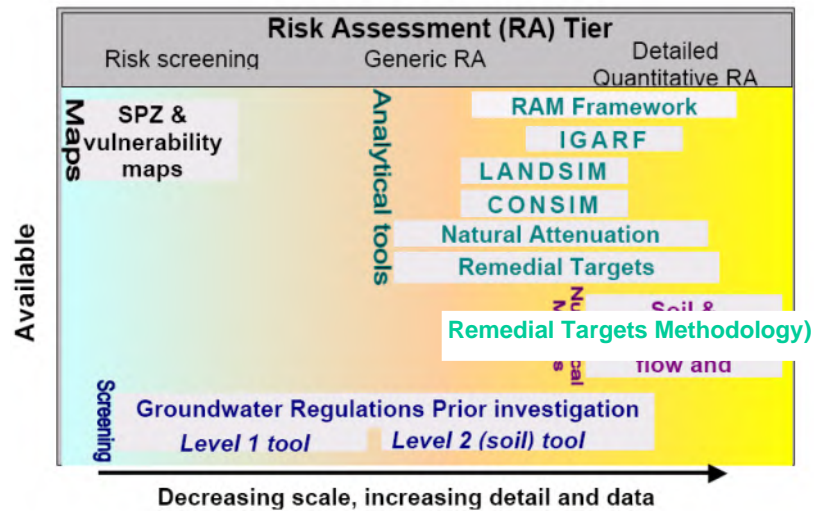 Risk Assessment (RA) Tier
Risk screening
Generic RA
Detailed
Quantitative RA
Available
Maps
SPZ &
vulnerability
maps
Analytical tools
RAM Framework
IGARF
LANDSIM
CONSIM
Natural Attenuation
Remedial Targets
Soil &
Remedial Targets Methodology)
flow and
Screening
Groundwater Regulations Prior investigation
Level 1 tool
Level 2 (soil) tool
Decreasing scale, increasing detail and data